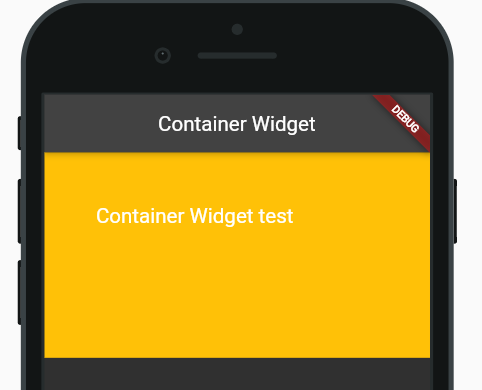 Container Widget
DEBUG
Container Widget test